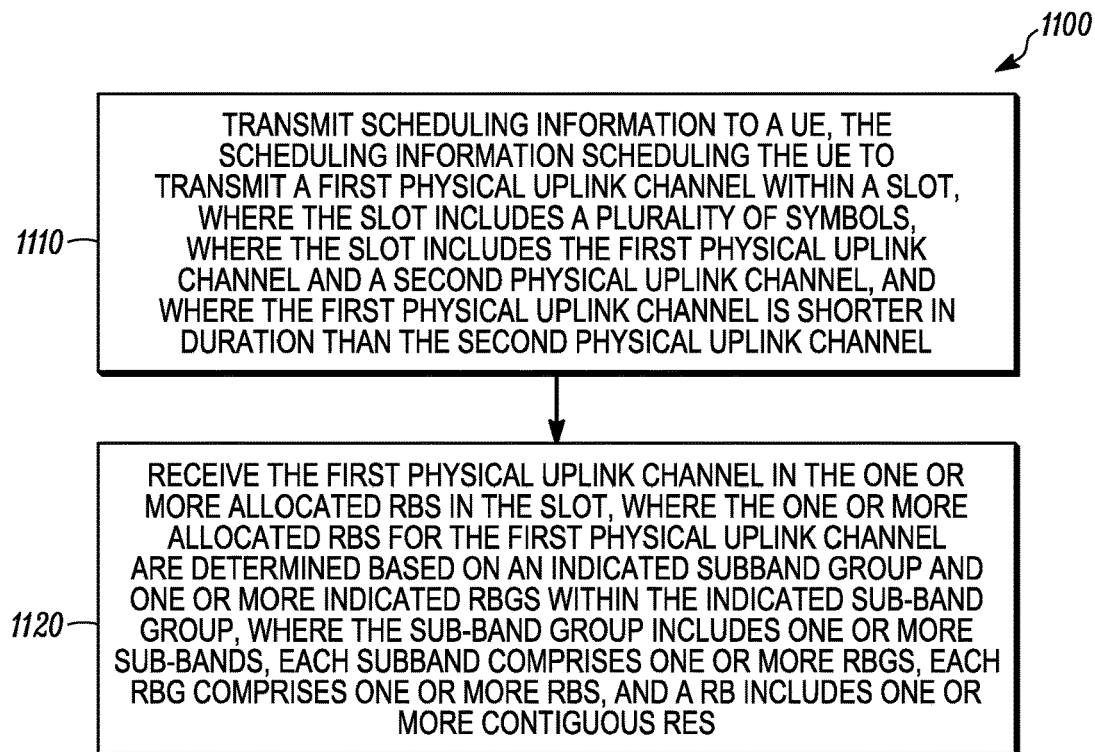 1100
TRANSMIT SCHEDULING INFORMATION TO A UE, THE
SCHEDULING INFORMATION SCHEDULING THE UE TO
TRANSMIT A FIRST PHYSICAL UPLINK CHANNEL WITHIN A SLOT,
WHERE THE SLOT INCLUDES A PLURALITY OF SYMBOLS,
WHERE THE SLOT INCLUDES THE FIRST PHYSICAL UPLINK
CHANNEL AND A SECOND PHYSICAL UPLINK CHANNEL, AND
WHERE THE FIRST PHYSICAL UPLINK CHANNEL IS SHORTER IN
DURATION THAN THE SECOND PHYSICAL UPLINK CHANNEL
1110
RECEIVE THE FIRST PHYSICAL UPLINK CHANNEL IN THE ONE OR
MORE ALLOCATED RBS IN THE SLOT, WHERE THE ONE OR MORE
ALLOCATED RBS FOR THE FIRST PHYSICAL UPLINK CHANNEL
ARE DETERMINED BASED ON AN INDICATED SUBBAND GROUP AND
ONE OR MORE INDICATED RBGS WITHIN THE INDICATED SUB-BAND
GROUP, WHERE THE SUB-BAND GROUP INCLUDES ONE OR MORE
SUB-BANDS, EACH SUBBAND COMPRISES ONE OR MORE RBGS, EACH
RBG COMPRISES ONE OR MORE RBS, AND A RB INCLUDES ONE OR
MORE CONTIGUOUS RES
1120